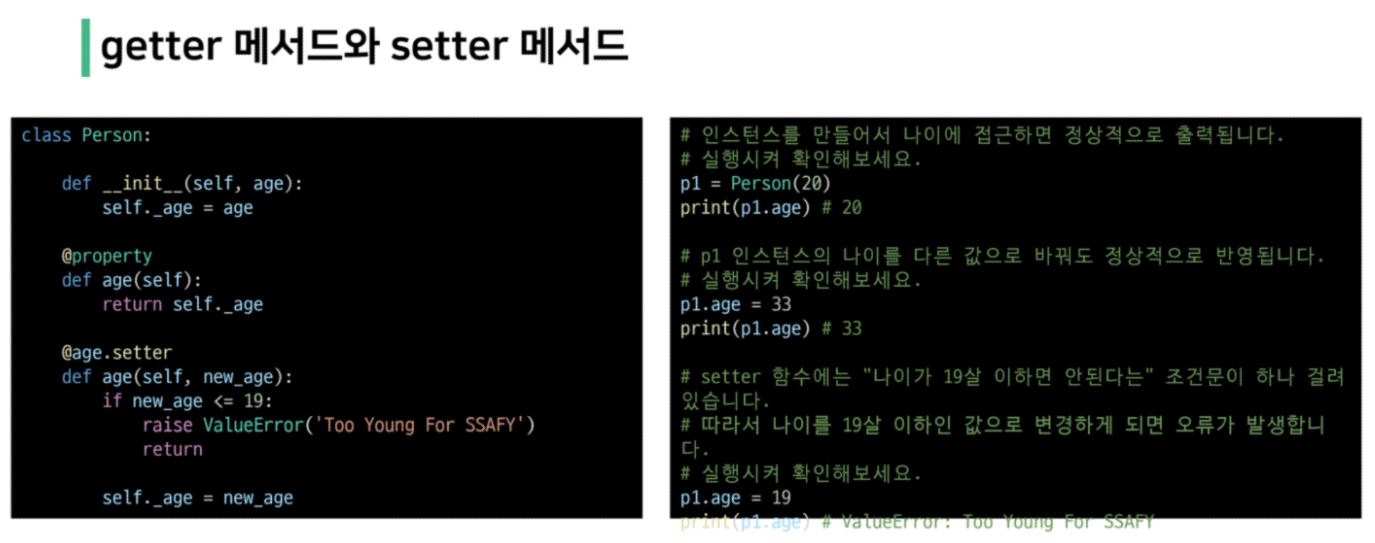 getter 메서드와 setter 메서드
class Person:
def __init__(self, age):
self._age = age
@property
def age(self):
return self._age
@age.setter
def age(self, new_age):
if new_age <= 19:
raise ValueError('Too Young For SSAFY')
return
self._age = new_age
# 인스턴스를 만들어서 나이에 접근하면 정상적으로 출력됩니다.
# 실행시켜 확인해보세요.
p1 = Person(20)
print(p1.age) # 20
# p1 인스턴스의 나이를 다른 값으로 바꿔도 정상적으로 반영됩니다.
# 실행시켜 확인해보세요.
p1.age = 33
print(p1.age) # 33
# setter 함수에는 "나이가 19살 이하면 안된다는" 조건문이 하나 걸려
있습니다.
# 따라서 나이를 19살 이하인 값으로 변경하게 되면 오류가 발생합니
다.
# 실행시켜 확인해보세요.
p1.age = 19
print(p1.age) # ValueError: Too Young For SSAFY